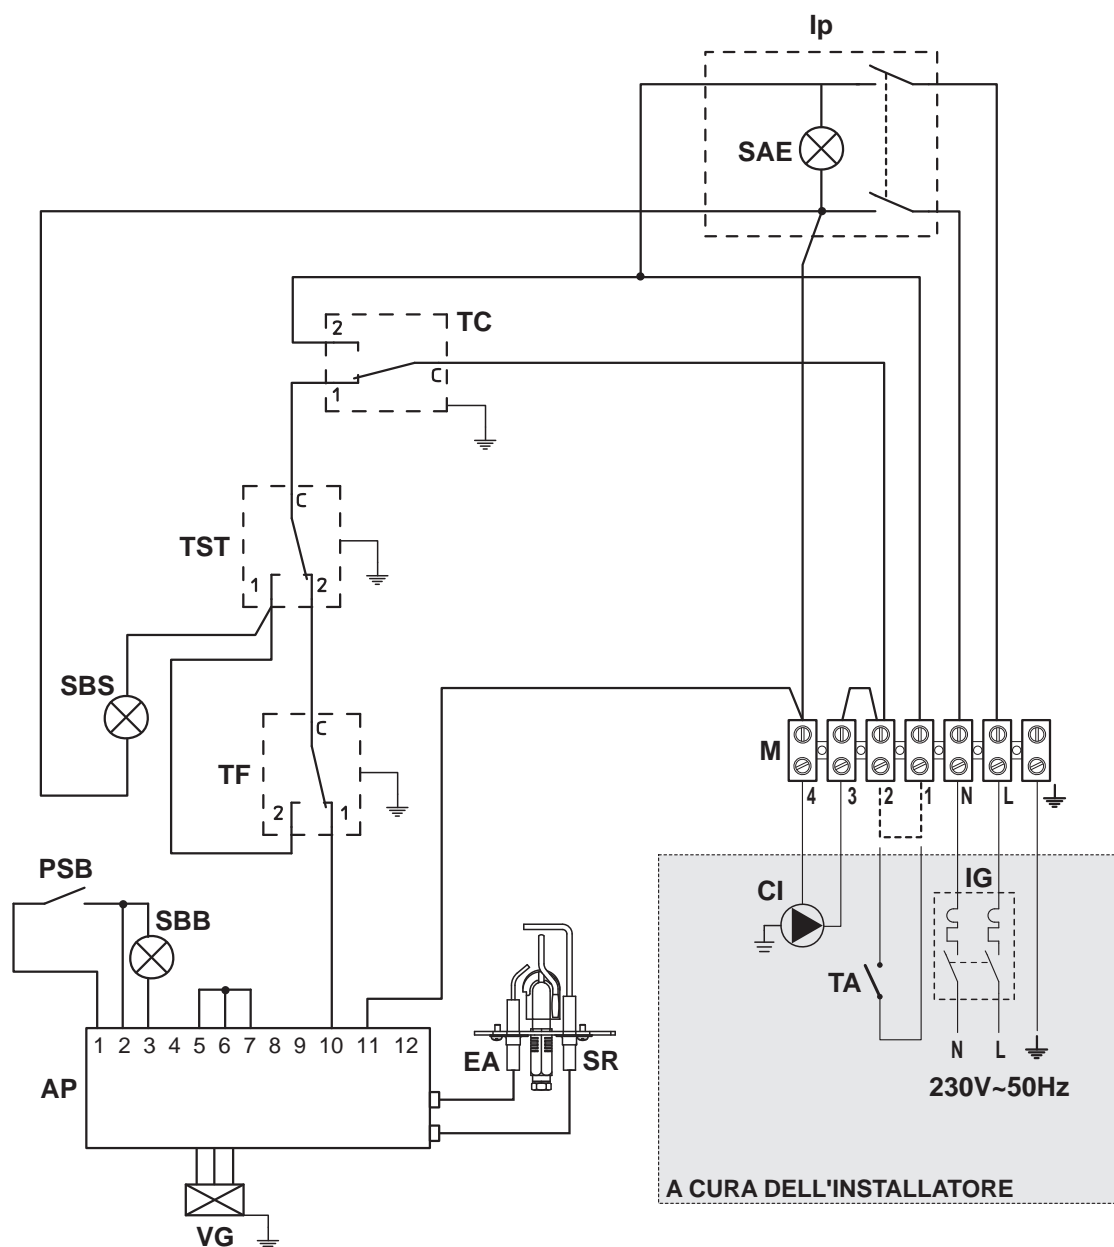 Ip
SAE
2
TC
C
1
C
TST
1 2
SBS
C
TF
2 1
M
4 3 2 1 N L
PSB
SBB
CI
IG
TA
1 2 3 4 5 6 7 8 9 10 11 12
EA SR
N L
AP
230V~50Hz
A CURA DELL'INSTALLATORE
VG